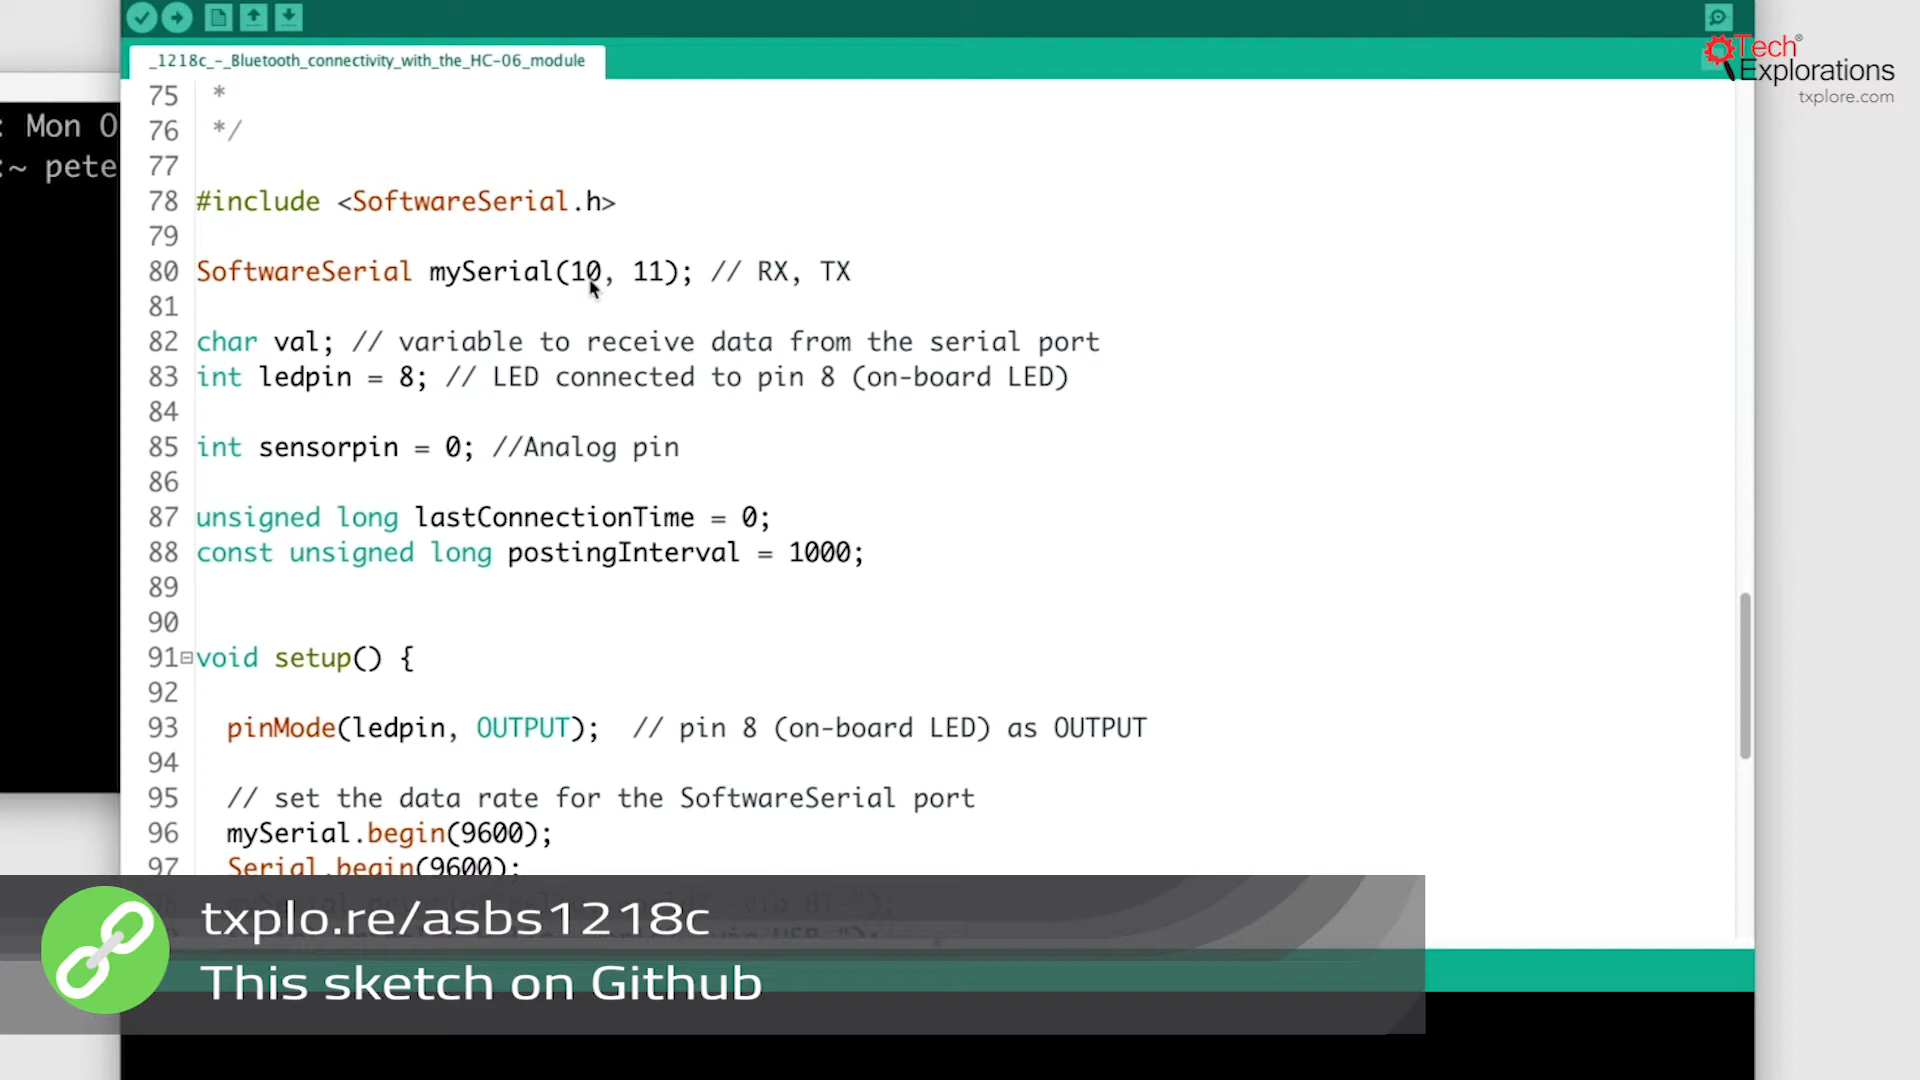 _1218c_-_Bluetooth_connectivity_with_the_HC-06_module
Tech®
Explorations
txplore.com
: Mon O
:~ pete
75 *
76 */
77
78 #include <SoftwareSerial.h>
79
80 SoftwareSerial mySerial(10, 11); // RX, TX
81
82 char val; // variable to receive data from the serial port
83 int ledpin = 8; // LED connected to pin 8 (on-board LED)
84
85 int sensorpin = 0; //Analog pin
86
87 unsigned long lastConnectionTime = 0;
88 const unsigned long postingInterval = 1000;
89
90
91 void setup() {
92
93 pinMode(ledpin, OUTPUT); // pin 8 (on-board LED) as OUTPUT
94
95 // set the data rate for the SoftwareSerial port
96 mySerial.begin(9600);
97 Serial.begin(9600);
txplo.re/asbs1218c
This sketch on Github